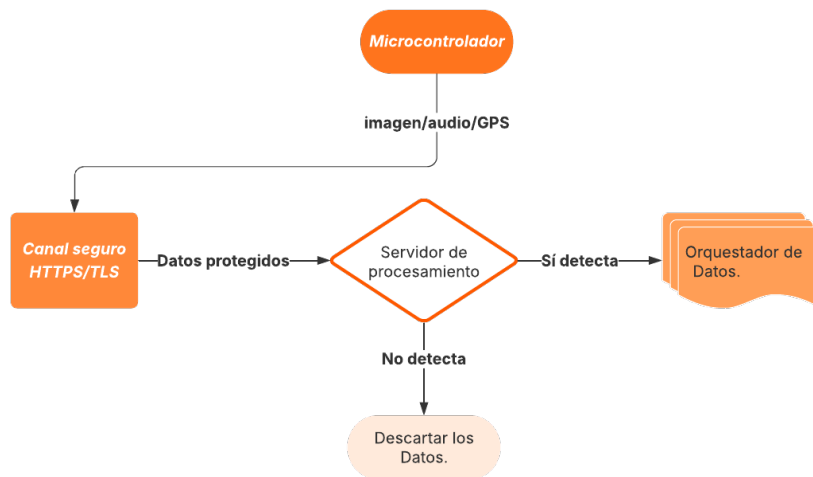 Microcontrolador
imagen/audio/GPS
Canal seguro
HTTPS/TLS
Datos protegidos
Servidor de
procesamiento
Sí detecta
Orquestador de
Datos.
No detecta
Descartar los
Datos.